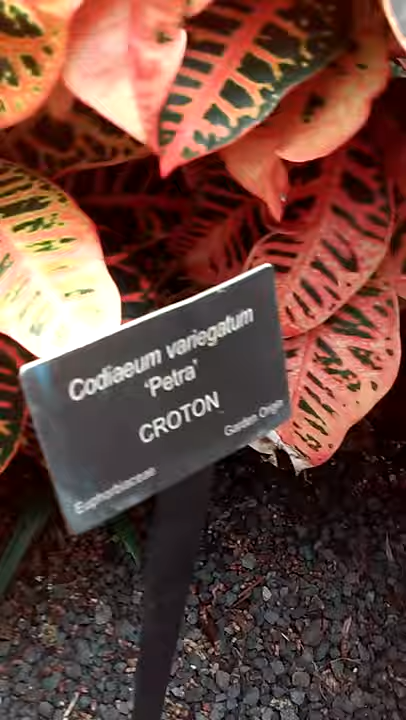 Codiaeum variegatum
'Petra'
CROTON
Garden Origin
Euphorbiaceae